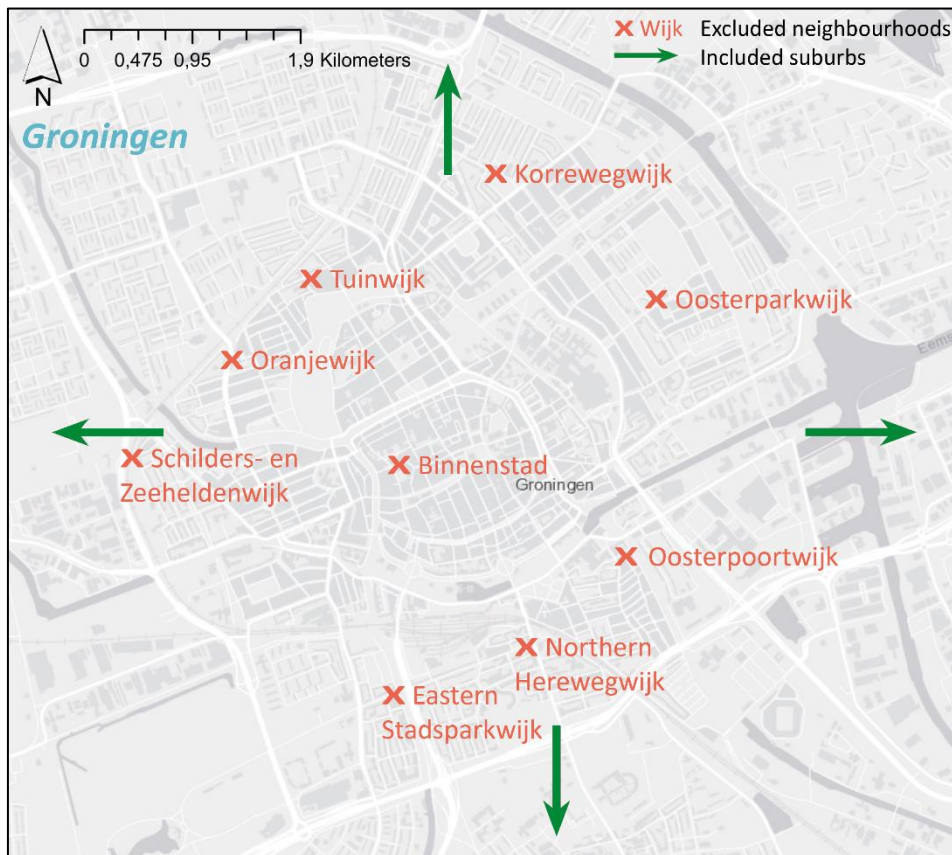 Wijk Excluded neighbourhoods
Included suburbs
0 0,475 0,95 1,9 Kilometers
N
Groningen
Korrewegwijk
Tuinwijk
Oosterparkwijk
Eems
Oranjewijk
Schilders- en
Zeeheldenwijk
Binnenstad
Groningen
Oosterpoortwijk
Northern
Herewegwijk
Eastern
Stadsparkwijk